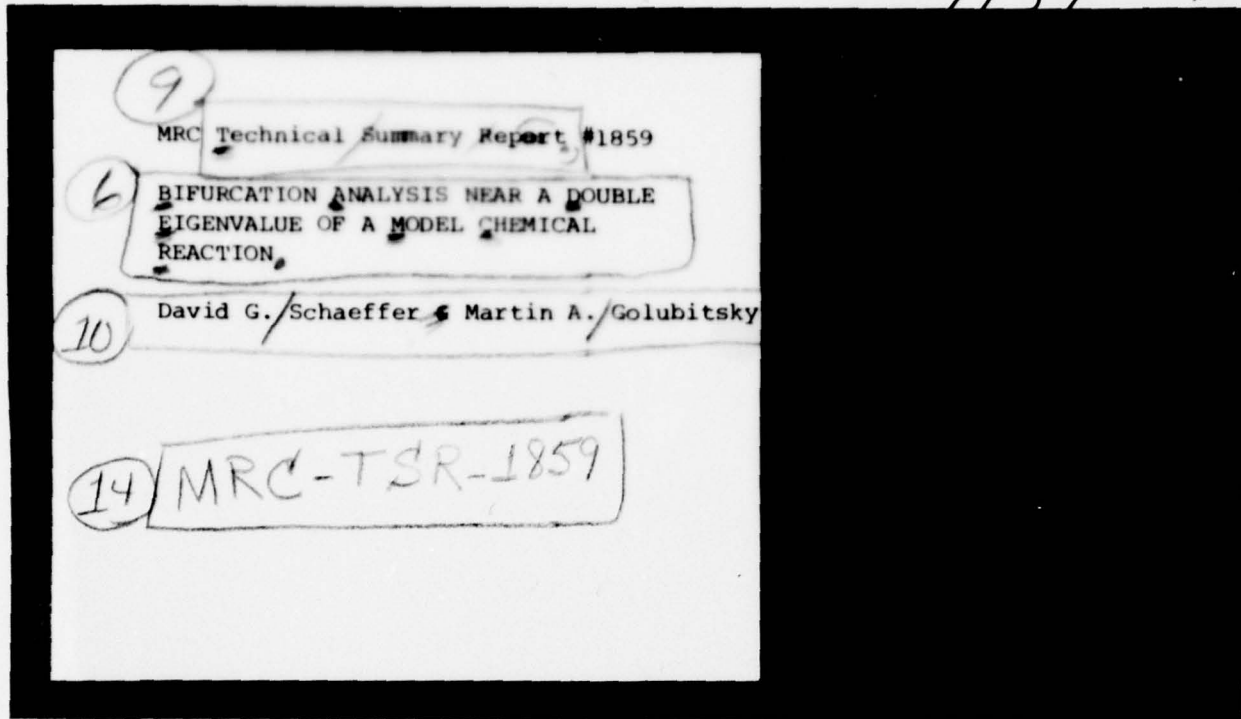 9
MRC Technical Summary Report, #1859
6
BIFURCATION ANALYSIS NEAR A DOUBLE
EIGENVALUE OF A MODEL CHEMICAL
REACTION.
10
David G./Schaeffer & Martin A./Golubitsky
14
MRC-TSR-1859